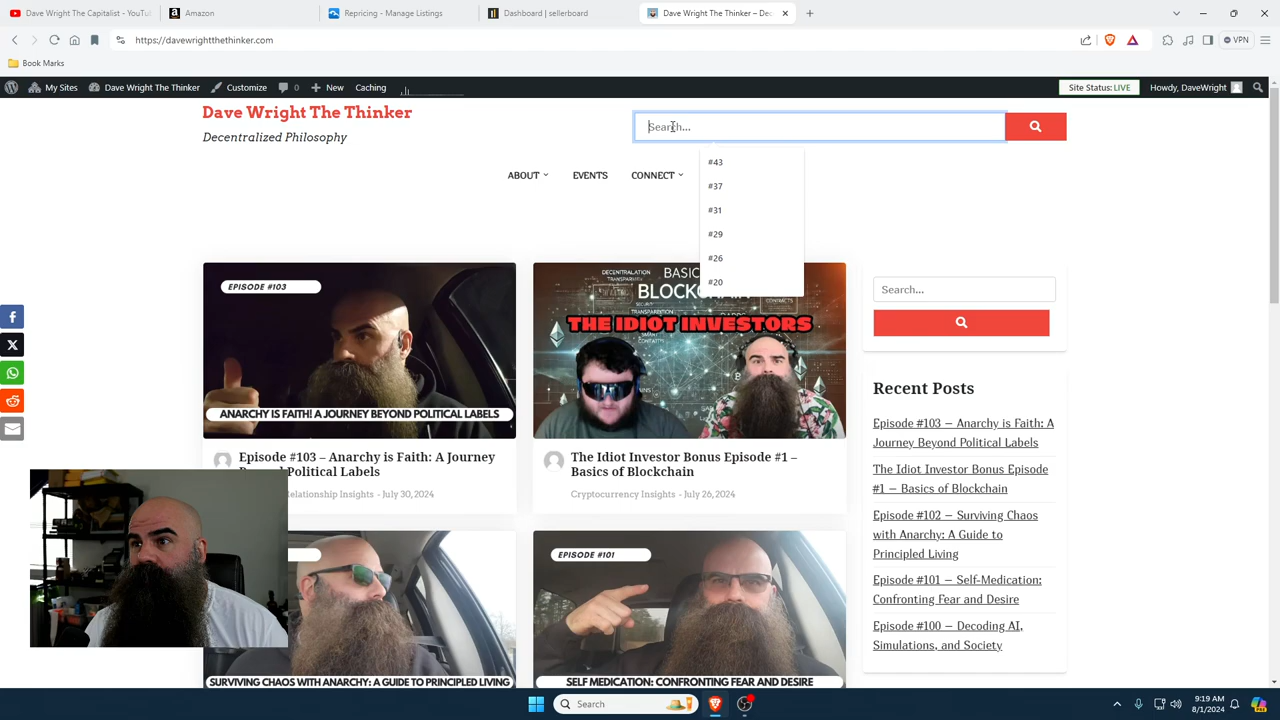 Dave Wright The Capitalist - YouT
Amazon
Repricing - Manage Listings
Dashboard | sellerboard
Dave Wright The Thinker – Dec
https://davewrightthethinker.com
VPN
Book Marks
My Sites
Dave Wright The Thinker
Customize
0
New
Caching
Site Status: LIVE
Howdy, DaveWright
Dave Wright The Thinker
Decentralized Philosophy
Search...
#43
#37
#31
#29
#26
#20
ABOUT
EVENTS
CONNECT
EPISODE #103
ANARCHY IS FAITH! A JOURNEY BEYOND POLITICAL LABELS
Episode #103 – Anarchy is Faith: A Journey
Political Labels
Relationship Insights - July 30, 2024
DECENTRALIZATION
BASIC
BLOCKCHAIN
THE IDIOT INVESTORS
The Idiot Investor Bonus Episode #1 –
Basics of Blockchain
Cryptocurrency Insights - July 26, 2024
SURVIVING CHAOS WITH ANARCHY: A GUIDE TO PRINCIPLED LIVING
EPISODE #101
SELF MEDICATION: CONFRONTING FEAR AND DESIRE
Search...
Recent Posts
Episode #103 – Anarchy is Faith: A
Journey Beyond Political Labels
The Idiot Investor Bonus Episode
#1 – Basics of Blockchain
Episode #102 – Surviving Chaos
with Anarchy: A Guide to
Principled Living
Episode #101 – Self-Medication:
Confronting Fear and Desire
Episode #100 – Decoding AI,
Simulations, and Society
Search
9:19 AM
8/1/2024